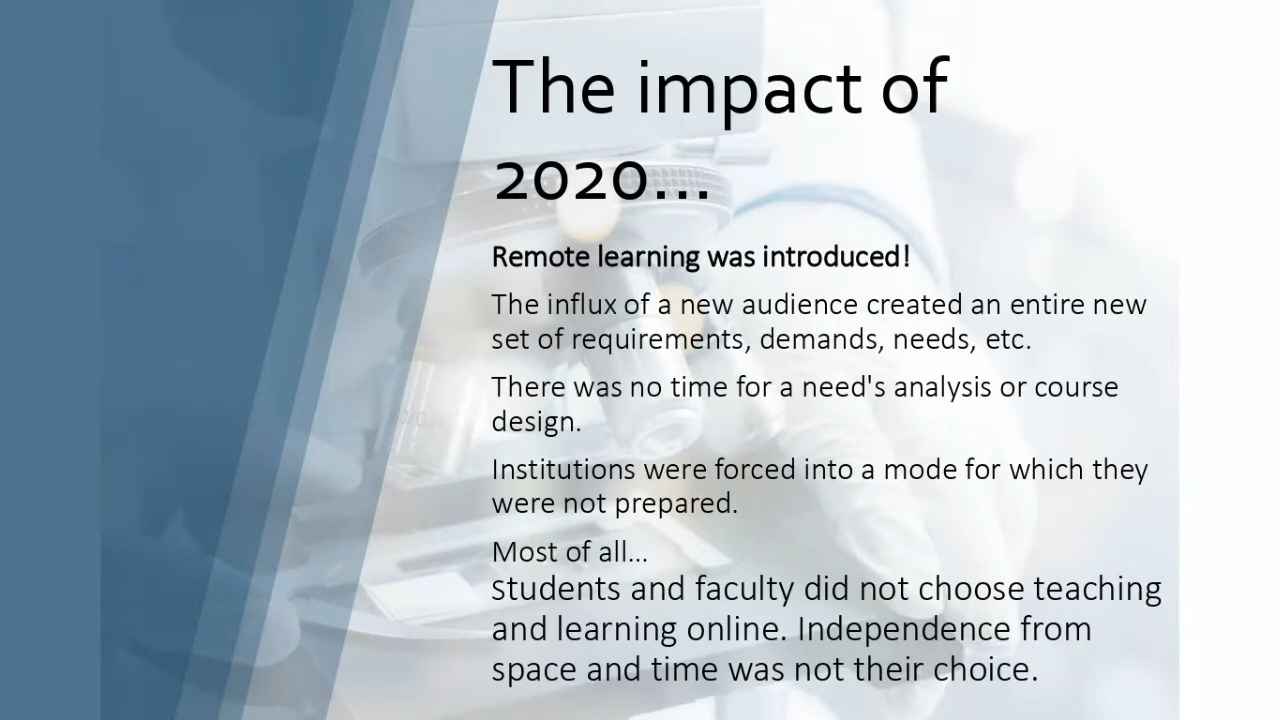 The impact of
2020...
Remote learning was introduced!
The influx of a new audience created an entire new
set of requirements, demands, needs, etc.
There was no time for a need's analysis or course
design.
Institutions were forced into a mode for which they
were not prepared.
Most of all...
Students and faculty did not choose teaching
and learning online. Independence from
space and time was not their choice.